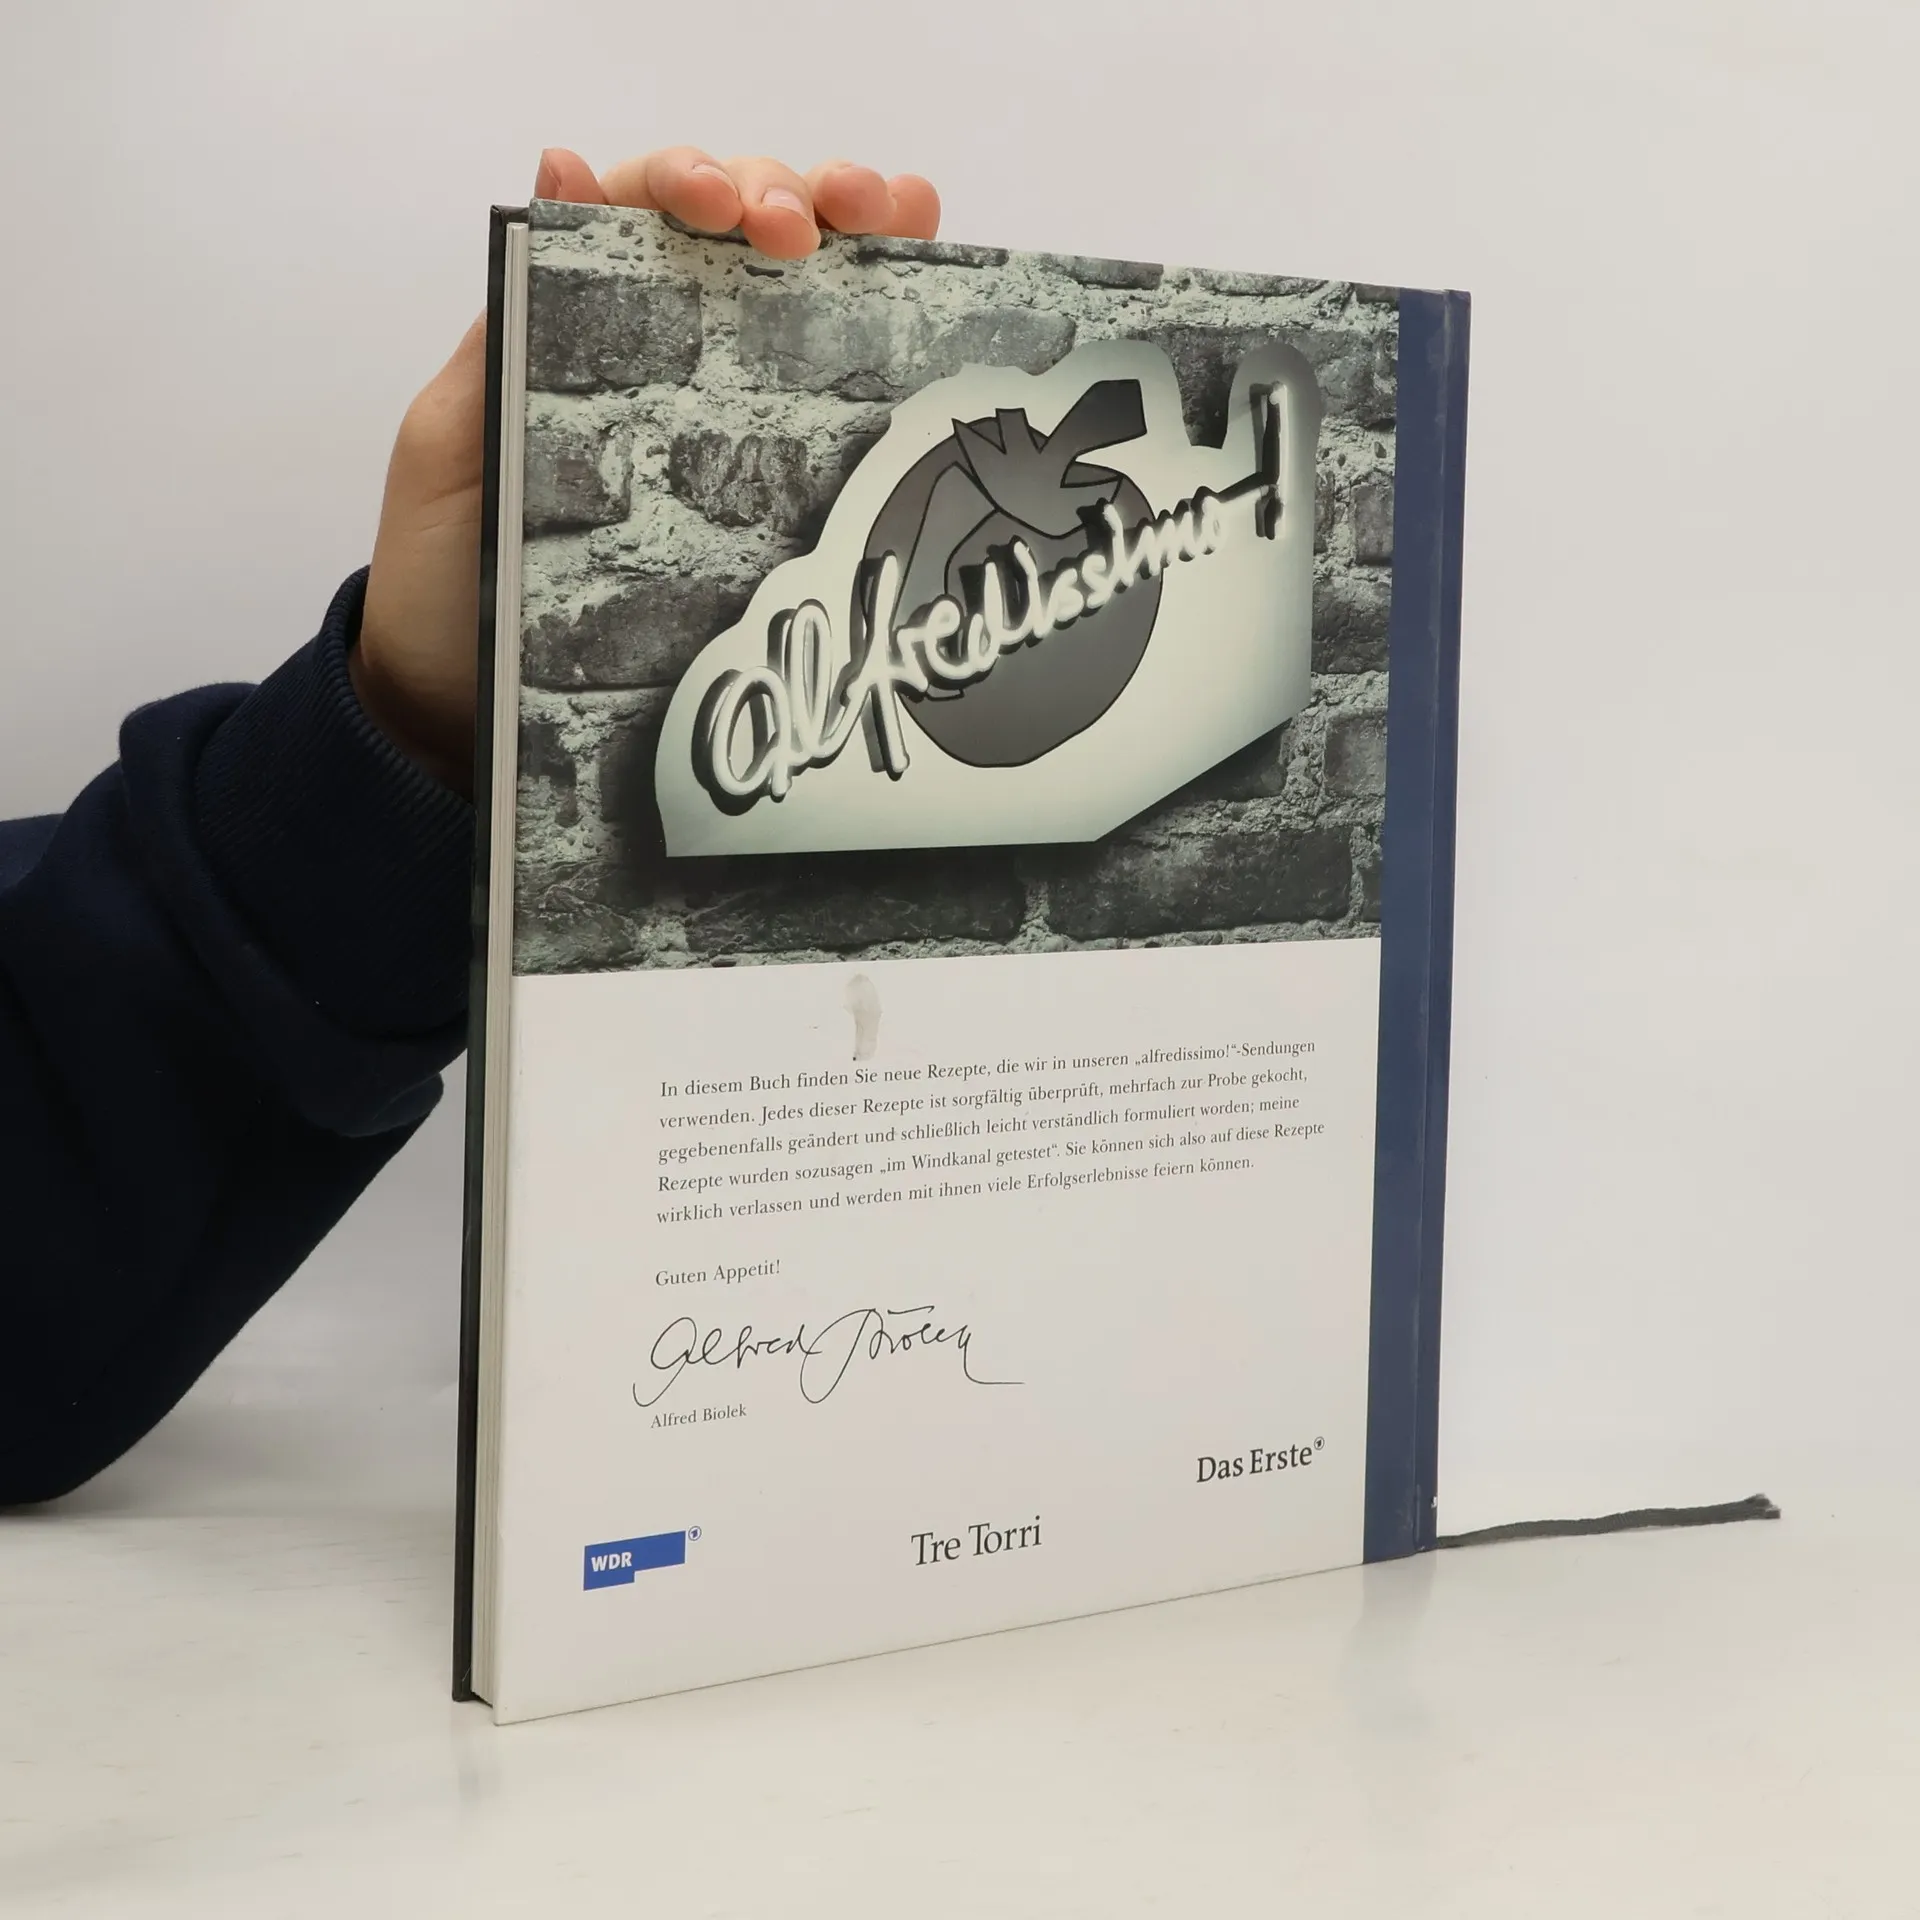 alfredissimo!
In diesem Buch finden Sie neue Rezepte, die wir in unseren „alfredissimo!“-Sendungen
verwenden. Jedes dieser Rezepte ist sorgfältig überprüft, mehrfach zur Probe gekocht,
gegebenenfalls geändert und schließlich leicht verständlich formuliert worden; meine
Rezepte wurden sozusagen „im Windkanal getestet“. Sie können sich also auf diese Rezepte
wirklich verlassen und werden mit ihnen viele Erfolgserlebnisse feiern können.
Guten Appetit!
Alfred Biolek
Alfred Biolek
Das Erste
Tre Torri
WDR